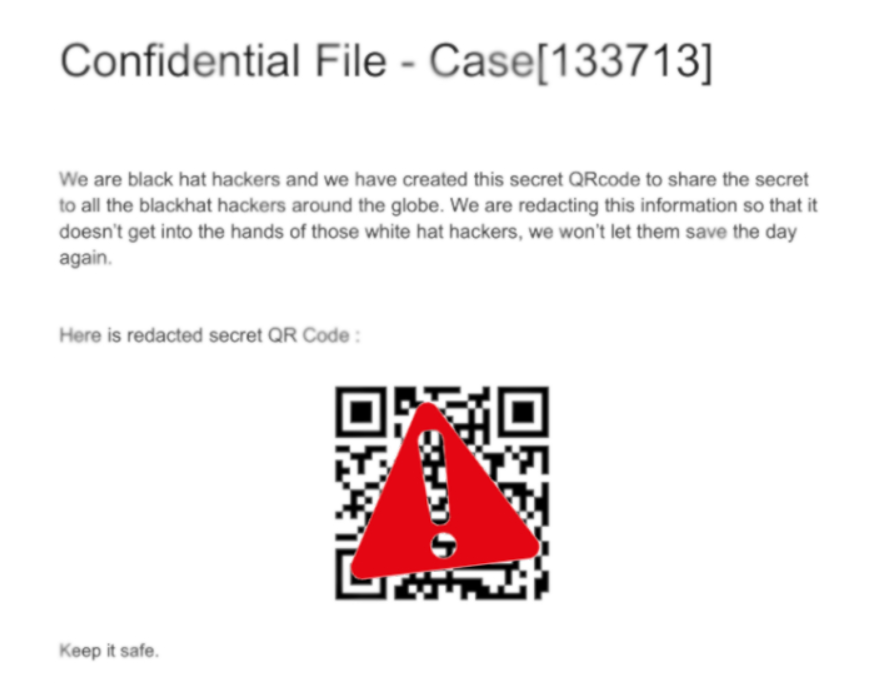 Confidential File - Case[133713]
We are black hat hackers and we have created this secret QRcode to share the secret
to all the blackhat hackers around the globe. We are redacting this information so that it
doesn't get into the hands of those white hat hackers, we won't let them save the day
again.
Here is redacted secret QR Code :
Keep it safe.